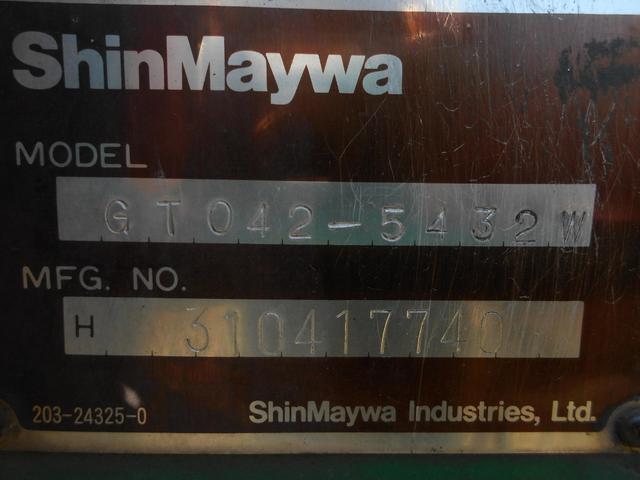 ShinMaywa
MODEL
GT042-5432W
MFG. NO.
H 310417740
203-24325-0 ShinMaywa Industries, Ltd.